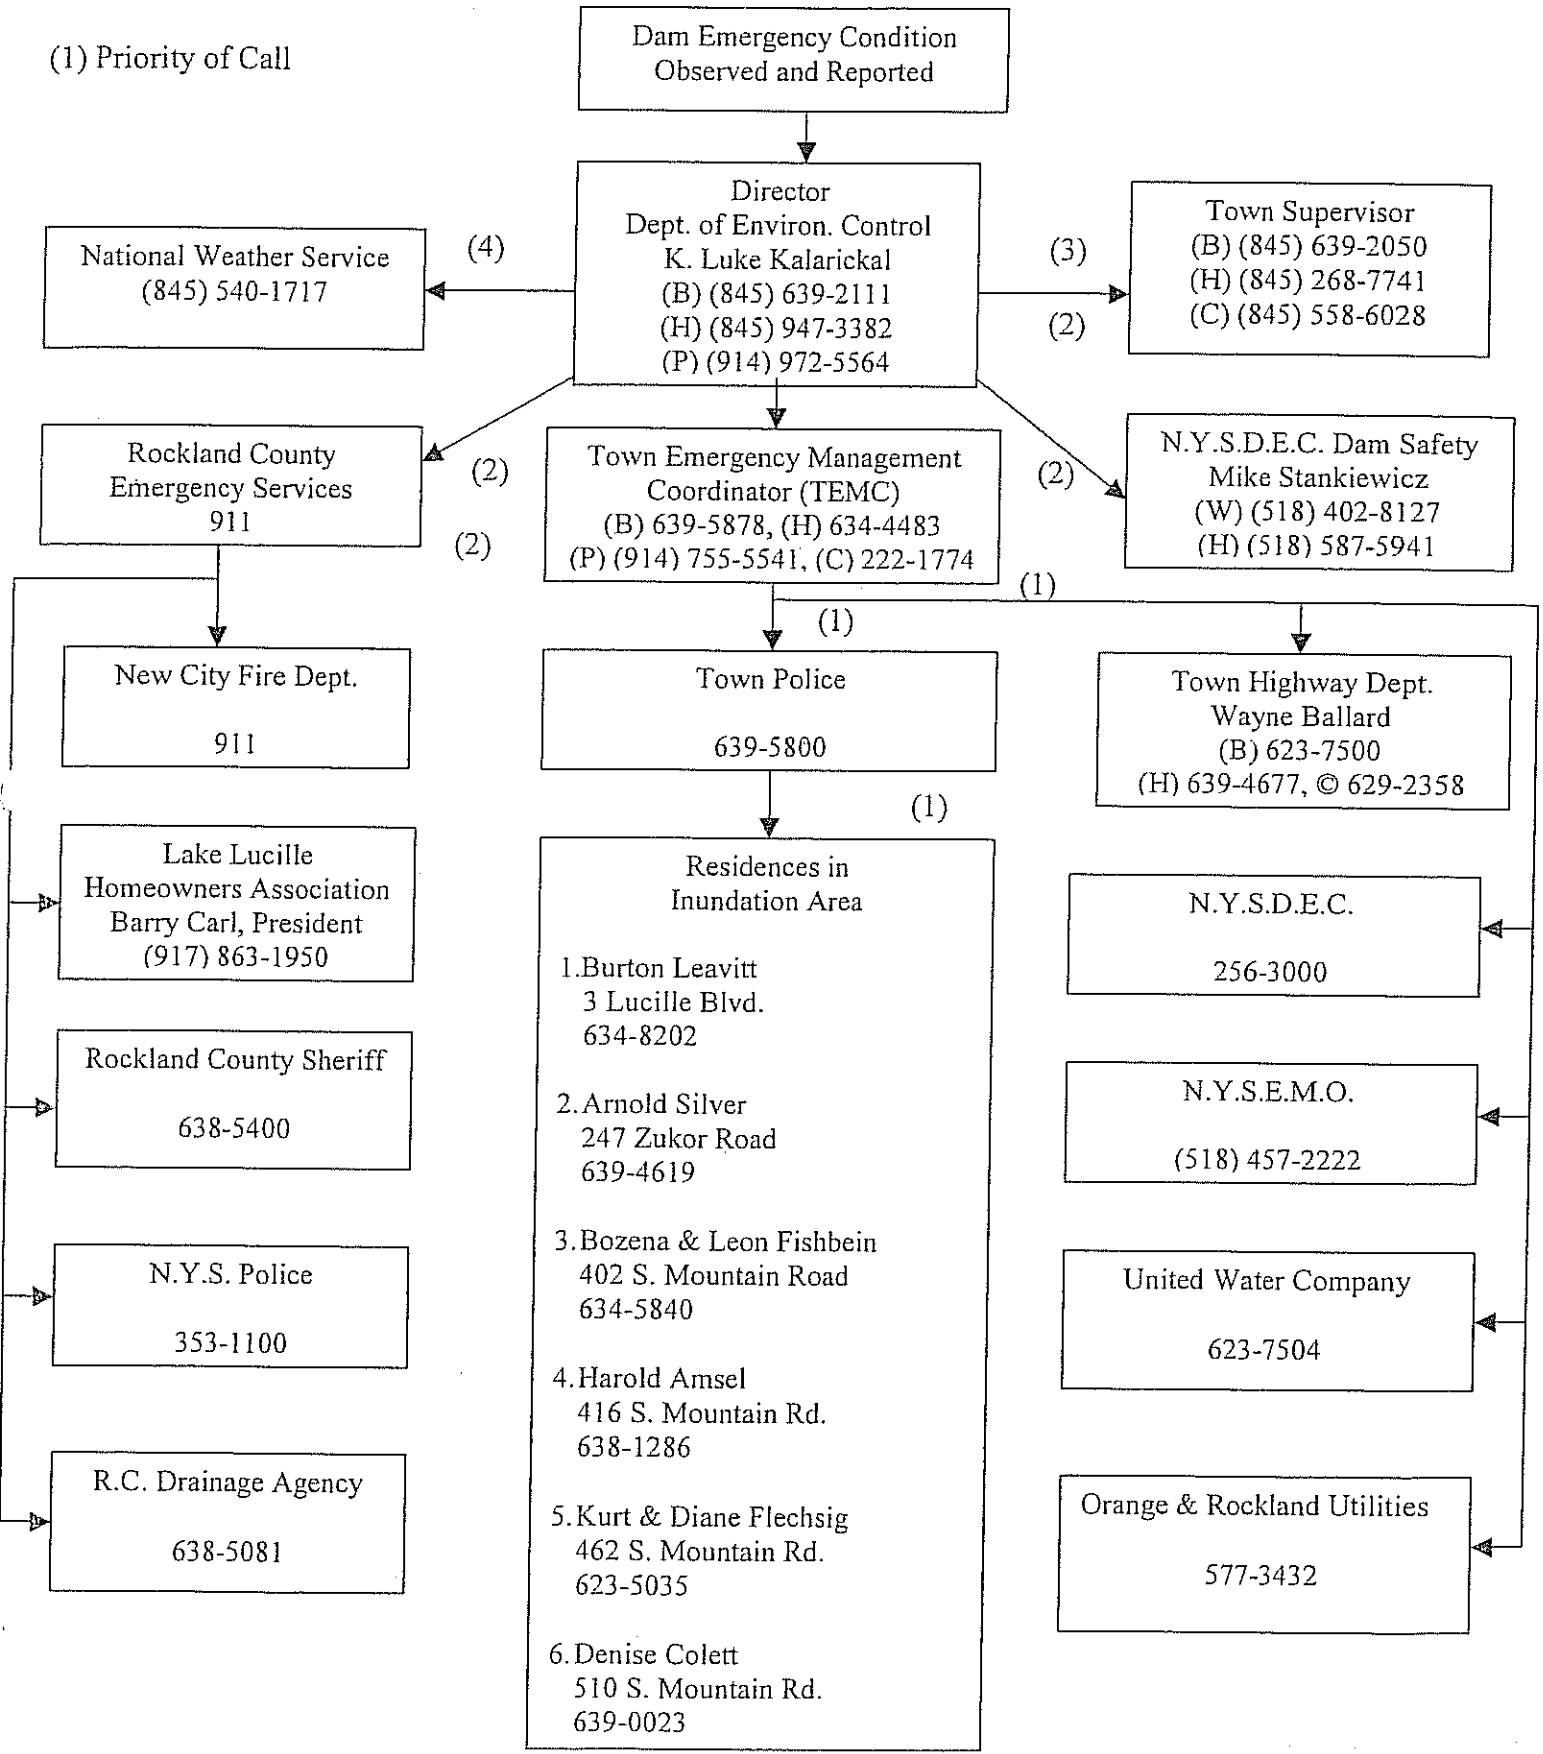 (1) Priority of Call
Dam Emergency Condition
Observed and Reported
Director
Dept. of Environ. Control
K. Luke Kalarickal
(B) (845) 639-2111
(H) (845) 947-3382
(P) (914) 972-5564
National Weather Service
(845) 540-1717
(4)
(3)
(2)
Town Supervisor
(B) (845) 639-2050
(H) (845) 268-7741
(C) (845) 558-6028
Rockland County
Emergency Services
911
(2)
(2)
Town Emergency Management
Coordinator (TEMC)
(B) 639-5878, (H) 634-4483
(P) (914) 755-5541, (C) 222-1774
(2)
N.Y.S.D.E.C. Dam Safety
Mike Stankiewicz
(W) (518) 402-8127
(H) (518) 587-5941
(1)
(1)
New City Fire Dept.
911
Town Police
639-5800
Town Highway Dept.
Wayne Ballard
(B) 623-7500
(H) 639-4677, © 629-2358
(1)
Lake Lucille
Homeowners Association
Barry Carl, President
(917) 863-1950
Rockland County Sheriff
638-5400
N.Y.S. Police
353-1100
R.C. Drainage Agency
638-5081
Residences in
Inundation Area
1.Burton Leavitt
3 Lucille Blvd.
634-8202
2.Arnold Silver
247 Zukor Road
639-4619
3.Bozena & Leon Fishbein
402 S. Mountain Road
634-5840
4.Harold Amsel
416 S. Mountain Rd.
638-1286
5.Kurt & Diane Flechsig
462 S. Mountain Rd.
623-5035
6.Denise Colett
510 S. Mountain Rd.
639-0023
N.Y.S.D.E.C.
256-3000
N.Y.S.E.M.O.
(518) 457-2222
United Water Company
623-7504
Orange & Rockland Utilities
577-3432